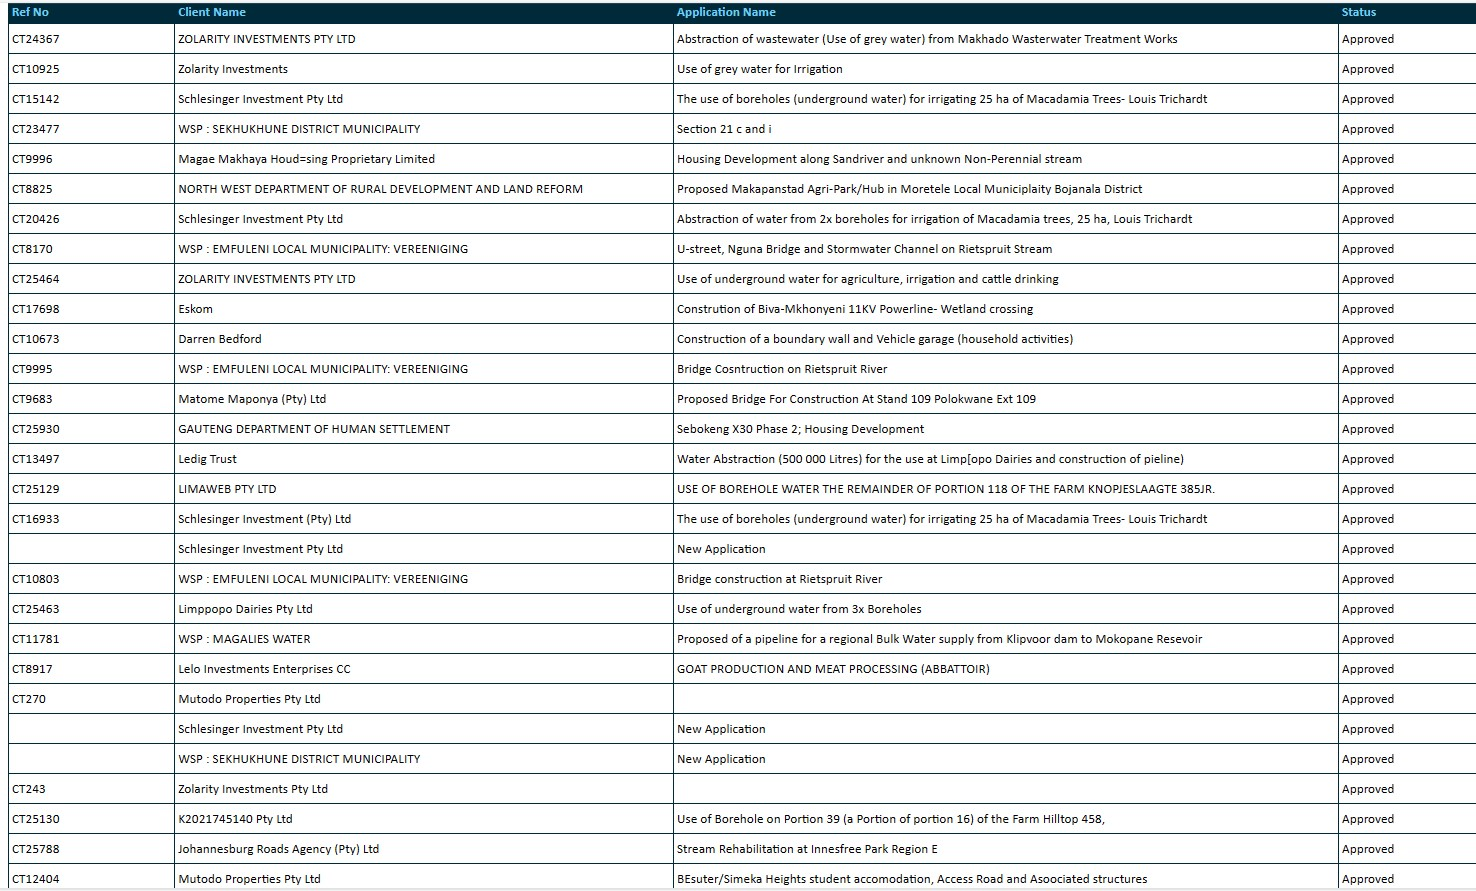 Ref No Client Name Application Name Status
CT24367 ZOLARITY INVESTMENTS PTY LTD Abstraction of wastewater (Use of grey water) from Makhado Wasterwater Treatment Works Approved
CT10925 Zolarity Investments Use of grey water for Irrigation Approved
CT15142 Schlesinger Investment Pty Ltd The use of boreholes (underground water) for irrigating 25 ha of Macadamia Trees- Louis Trichardt Approved
CT23477 WSP : SEKHUKHUNE DISTRICT MUNICIPALITY Section 21 c and i Approved
CT9996 Magae Makhaya Houd=sing Proprietary Limited Housing Development along Sandriver and unknown Non-Perennial stream Approved
CT8825 NORTH WEST DEPARTMENT OF RURAL DEVELOPMENT AND LAND REFORM Proposed Makapanstad Agri-Park/Hub in Moretele Local Municiplaity Bojanala District Approved
CT20426 Schlesinger Investment Pty Ltd Abstraction of water from 2x boreholes for irrigation of Macadamia trees, 25 ha, Louis Trichardt Approved
CT8170 WSP : EMFULENI LOCAL MUNICIPALITY: VEREENIGING U-street, Nguna Bridge and Stormwater Channel on Rietspruit Stream Approved
CT25464 ZOLARITY INVESTMENTS PTY LTD Use of underground water for agriculture, irrigation and cattle drinking Approved
CT17698 Eskom Constrution of Biva-Mkhonyeni 11KV Powerline- Wetland crossing Approved
CT10673 Darren Bedford Construction of a boundary wall and Vehicle garage (household activities) Approved
CT9995 WSP : EMFULENI LOCAL MUNICIPALITY: VEREENIGING Bridge Cosntruction on Rietspruit River Approved
CT9683 Matome Maponya (Pty) Ltd Proposed Bridge For Construction At Stand 109 Polokwane Ext 109 Approved
CT25930 GAUTENG DEPARTMENT OF HUMAN SETTLEMENT Sebokeng X30 Phase 2; Housing Development Approved
CT13497 Ledig Trust Water Abstraction (500 000 Litres) for the use at Limp[opo Dairies and construction of pieline) Approved
CT25129 LIMAWEB PTY LTD USE OF BOREHOLE WATER THE REMAINDER OF PORTION 118 OF THE FARM KNOPJESLAAGTE 385JR. Approved
CT16933 Schlesinger Investment (Pty) Ltd The use of boreholes (underground water) for irrigating 25 ha of Macadamia Trees- Louis Trichardt Approved
Schlesinger Investment Pty Ltd New Application Approved
CT10803 WSP : EMFULENI LOCAL MUNICIPALITY: VEREENIGING Bridge construction at Rietspruit River Approved
CT25463 Limppopo Dairies Pty Ltd Use of underground water from 3x Boreholes Approved
CT11781 WSP : MAGALIES WATER Proposed of a pipeline for a regional Bulk Water supply from Klipvoor dam to Mokopane Resevoir Approved
CT8917 Lelo Investments Enterprises CC GOAT PRODUCTION AND MEAT PROCESSING (ABBATTOIR) Approved
CT270 Mutodo Properties Pty Ltd Approved
Schlesinger Investment Pty Ltd New Application Approved
WSP : SEKHUKHUNE DISTRICT MUNICIPALITY New Application Approved
CT243 Zolarity Investments Pty Ltd Approved
CT25130 K2021745140 Pty Ltd Use of Borehole on Portion 39 (a Portion of portion 16) of the Farm Hilltop 458, Approved
CT25788 Johannesburg Roads Agency (Pty) Ltd Stream Rehabilitation at Innesfree Park Region E Approved
CT12404 Mutodo Properties Pty Ltd BEsuter/Simeka Heights student accomodation, Access Road and Asoociated structures Approved